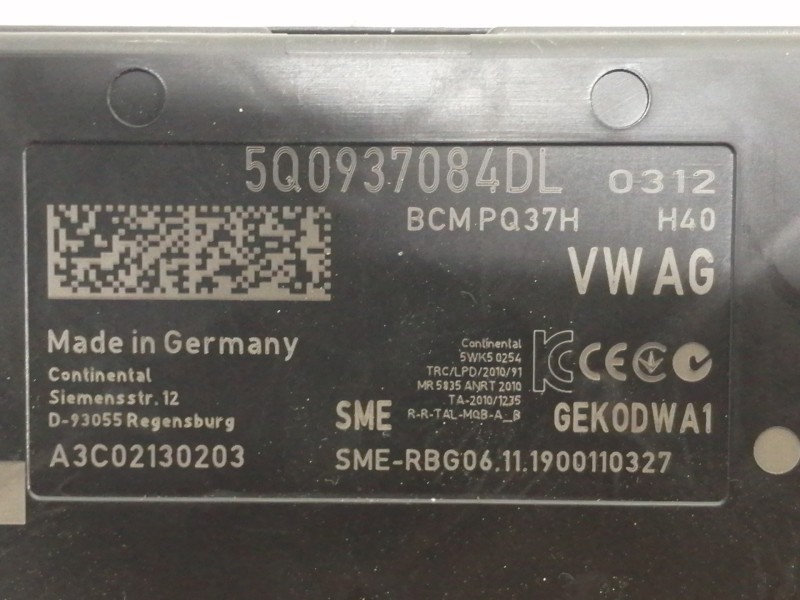 5Q0937084DL 0312
BCM PQ37H H40
VW AG
Made in Germany
Continental
Siemensstr. 12
D-93055 Regensburg
A3C02130203
Continental
5WK5 0254
TRC/LPD/2010/91
MR 5835 ANRT 2010
TA-2010/1235
R-R-TAL-MQB-A_B
CE
SME GEKODWA1
SME-RBG06.11.1900110327